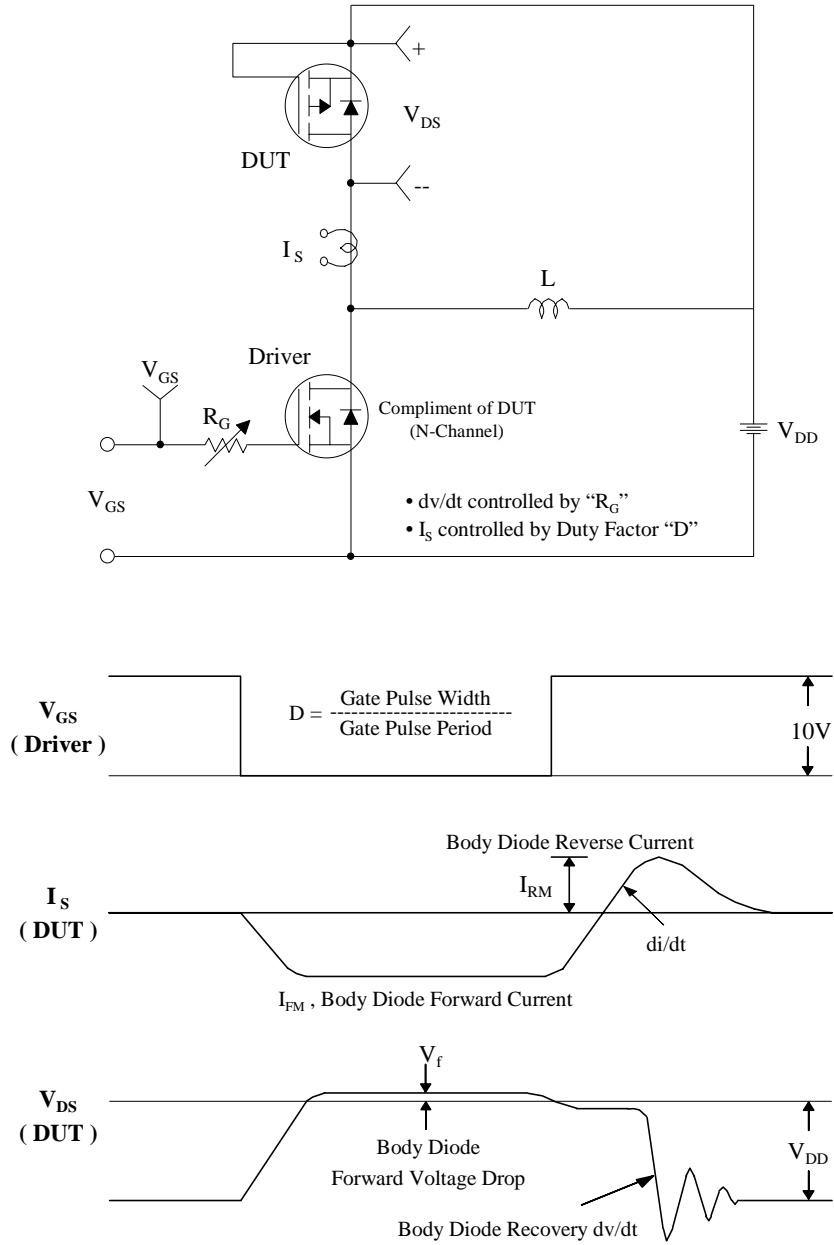 +
V_DS
DUT
--
I_S
L
Driver
V_GS
R_G
Compliment of DUT
(N-Channel)
V_DD
V_GS
• dv/dt controlled by “R_G”
• I_S controlled by Duty Factor “D”
V_GS
( Driver )
D = Gate Pulse Width
--------------------------
Gate Pulse Period
10V
Body Diode Reverse Current
I_S
( DUT )
I_RM
di/dt
I_FM , Body Diode Forward Current
V_f
V_DS
( DUT )
Body Diode
Forward Voltage Drop
V_DD
Body Diode Recovery dv/dt